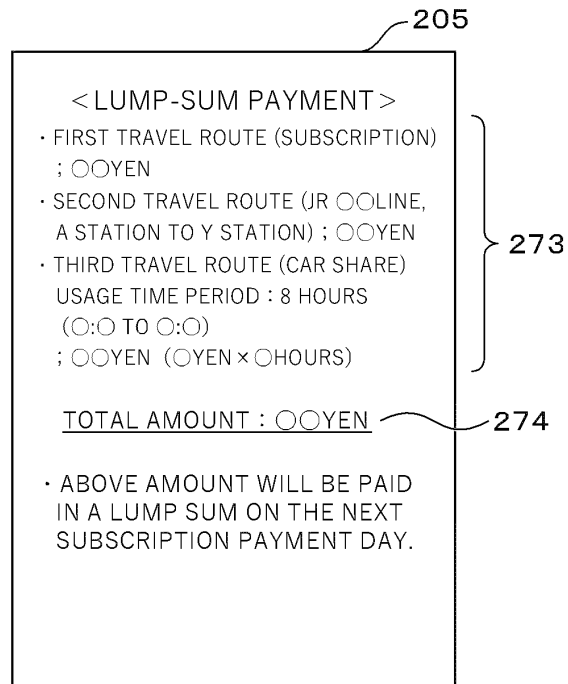 205
<LUMP-SUM PAYMENT>
・FIRST TRAVEL ROUTE (SUBSCRIPTION)
; ○○YEN
・SECOND TRAVEL ROUTE (JR ○○LINE,
A STATION TO Y STATION) ; ○○YEN
・THIRD TRAVEL ROUTE (CAR SHARE)
USAGE TIME PERIOD : 8 HOURS
(○:○ TO ○:○)
; ○○YEN (○YEN × ○HOURS)
273
TOTAL AMOUNT : ○○YEN
274
・ABOVE AMOUNT WILL BE PAID
IN A LUMP SUM ON THE NEXT
SUBSCRIPTION PAYMENT DAY.